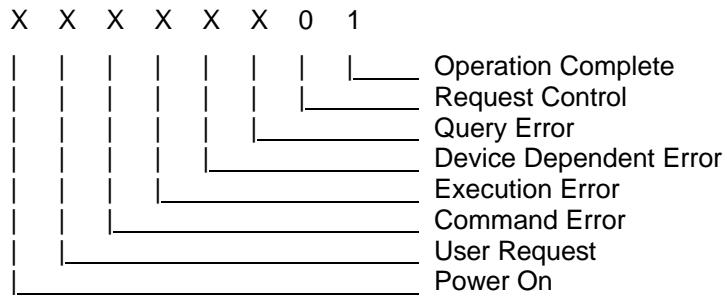 X X X X X X 0 1
Operation Complete
Request Control
Query Error
Device Dependent Error
Execution Error
Command Error
User Request
Power On